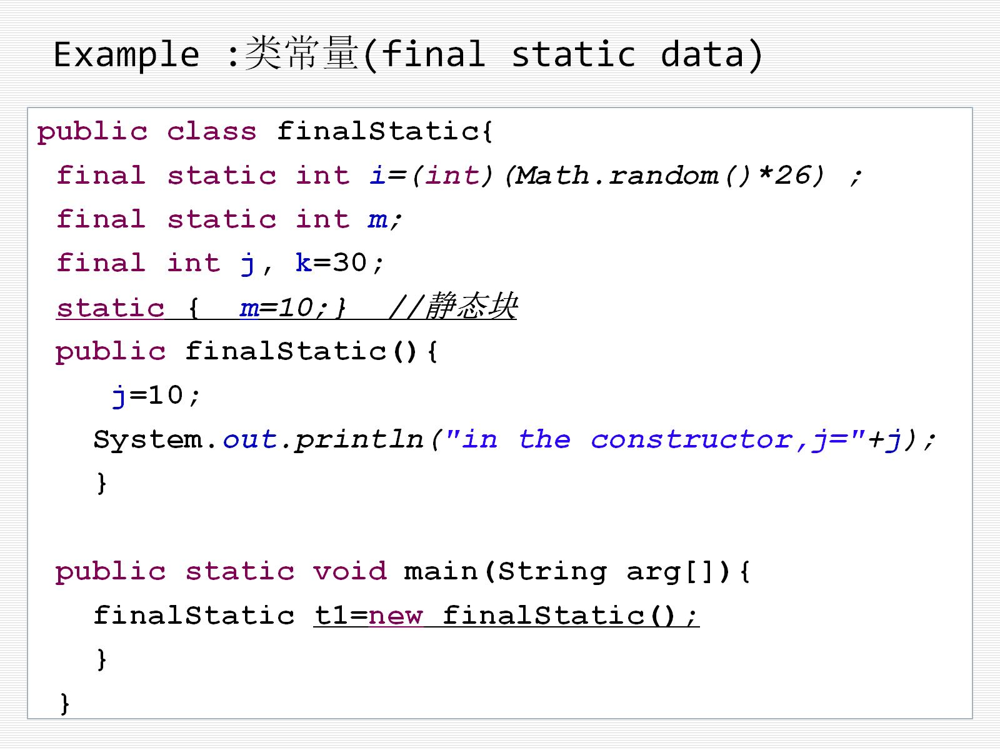 Example :类常量(final static data)
public class finalStatic{
final static int i=(int)(Math.random()*26) ;
final static int m;
final int j, k=30;
static {  m=10;}  //静态块
public finalStatic(){
j=10;
System.out.println("in the constructor,j="+j);
}
public static void main(String arg[]){
finalStatic t1=new finalStatic();
}
}